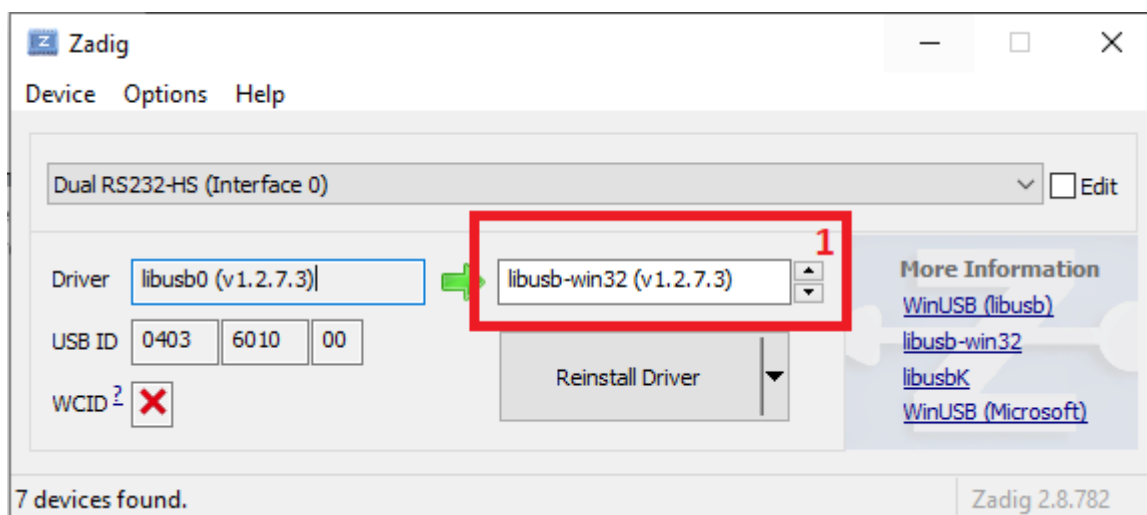 Zadig
Device Options Help
Dual RS232-HS (Interface 0)
Edit
1
Driver libusb0 (v1.2.7.3) libusb-win32 (v1.2.7.3)
USB ID 0403 6010 00
WCID ?
Reinstall Driver
More Information
WinUSB (libusb)
libusb-win32
libusbK
WinUSB (Microsoft)
7 devices found.
Zadig 2.8.782